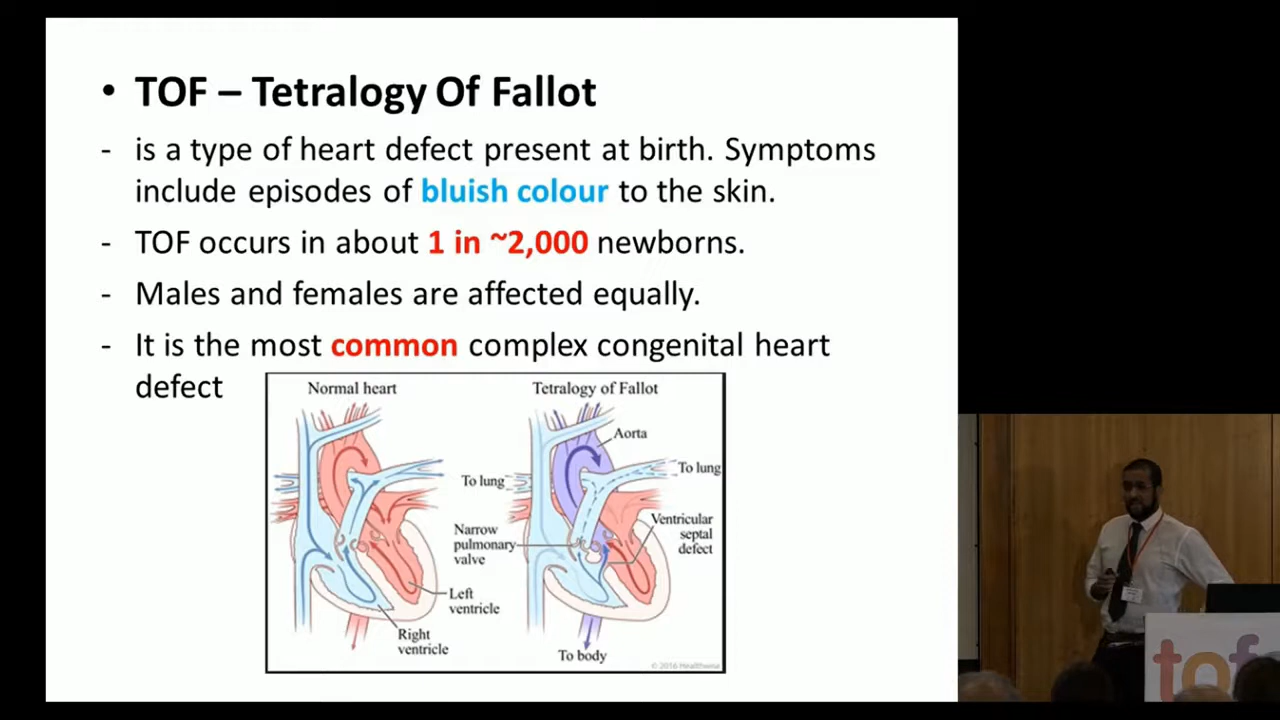 • TOF – Tetralogy Of Fallot
- is a type of heart defect present at birth. Symptoms
include episodes of bluish colour to the skin.
- TOF occurs in about 1 in ~2,000 newborns.
- Males and females are affected equally.
- It is the most common complex congenital heart
defect
Normal heart
Tetralogy of Fallot
Aorta
To lung
To lung
Narrow
pulmonary
valve
Ventricular
septal
defect
Left
ventricle
Right
ventricle
To body
© 2016 Healthwise
tofs